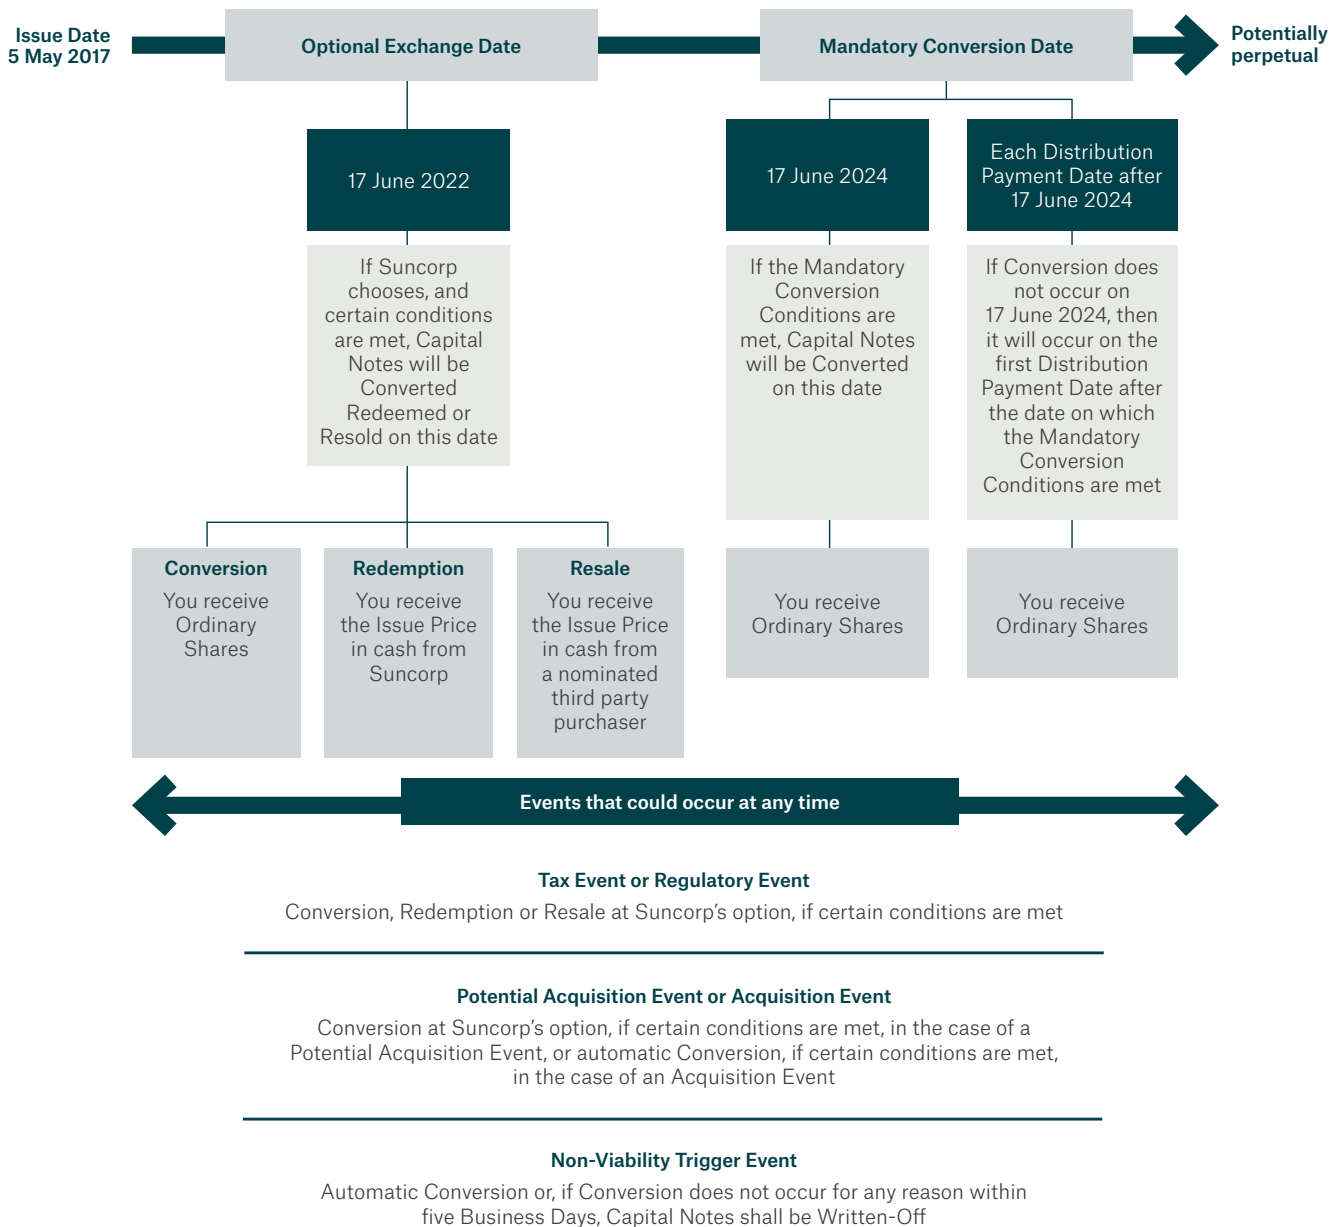 Issue Date
5 May 2017
Optional Exchange Date
Mandatory Conversion Date
Potentially
perpetual
17 June 2022
17 June 2024
Each Distribution
Payment Date after
17 June 2024
If Suncorp
chooses, and
certain conditions
are met, Capital
Notes will be
Converted
Redeemed or
Resold on this date
If the Mandatory
Conversion
Conditions are
met, Capital Notes
will be Converted
on this date
If Conversion does
not occur on
17 June 2024, then
it will occur on the
first Distribution
Payment Date after
the date on which
the Mandatory
Conversion
Conditions are met
Conversion
You receive
Ordinary
Shares
Redemption
You receive
the Issue Price
in cash from
Suncorp
Resale
You receive
the Issue Price
in cash from
a nominated
third party
purchaser
You receive
Ordinary Shares
You receive
Ordinary Shares
Events that could occur at any time
Tax Event or Regulatory Event
Conversion, Redemption or Resale at Suncorp’s option, if certain conditions are met
Potential Acquisition Event or Acquisition Event
Conversion at Suncorp’s option, if certain conditions are met, in the case of a
Potential Acquisition Event, or automatic Conversion, if certain conditions are met,
in the case of an Acquisition Event
Non-Viability Trigger Event
Automatic Conversion or, if Conversion does not occur for any reason within
five Business Days, Capital Notes shall be Written-Off